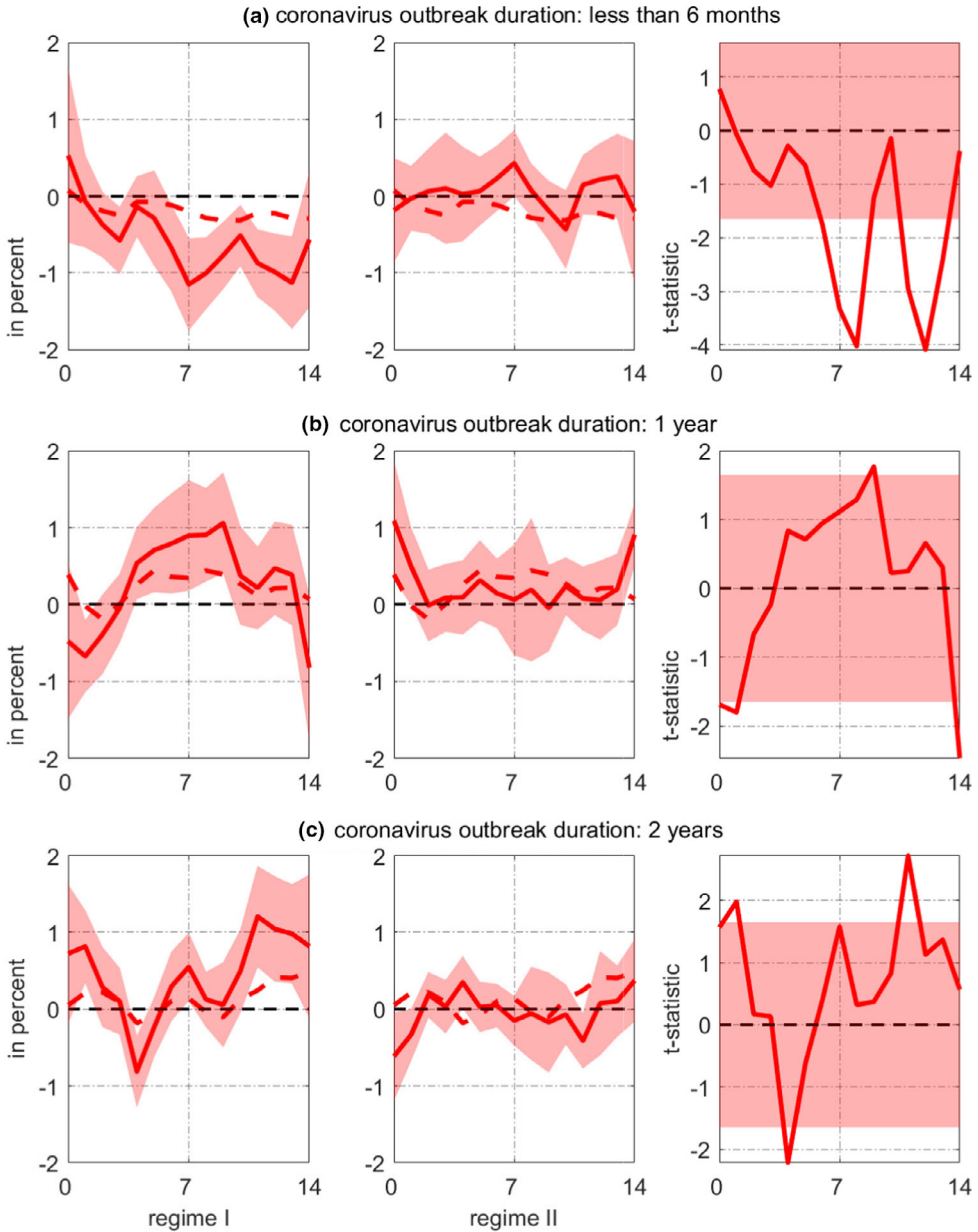 (a) coronavirus outbreak duration: less than 6 months
in percent
2
1
0
-1
-2
0 7 14
2
1
0
-1
-2
0 7 14
t-statistic
1
0
-1
-2
-3
-4
0 7 14
(b) coronavirus outbreak duration: 1 year
in percent
2
1
0
-1
-2
0 7 14
2
1
0
-1
-2
0 7 14
t-statistic
1
0
-1
-2
0 7 14
(c) coronavirus outbreak duration: 2 years
in percent
2
1
0
-1
-2
0 7 14
regime I
2
1
0
-1
-2
0 7 14
regime II
t-statistic
2
1
0
-1
-2
0 7 14